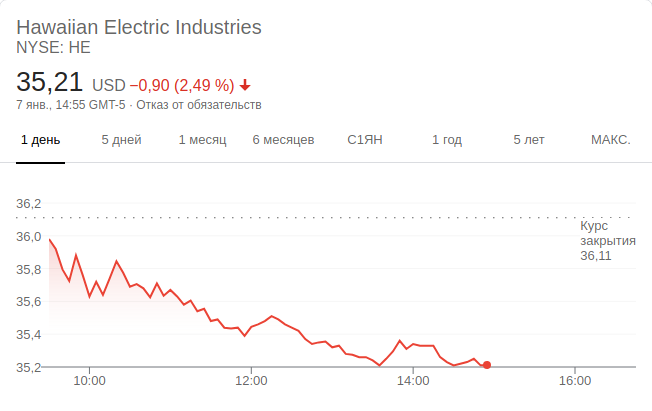 Hawaiian Electric Industries
NYSE: HE
35,21 USD −0,90 (2,49 %)
7 янв., 14:55 GMT-5 · Отказ от обязательств
1 день 5 дней 1 месяц 6 месяцев С1ЯН 1 год 5 лет МАКС.
36,2
Курс
закрытия
36,11
36,0
35,8
35,6
35,4
35,2
10:00 12:00 14:00 16:00